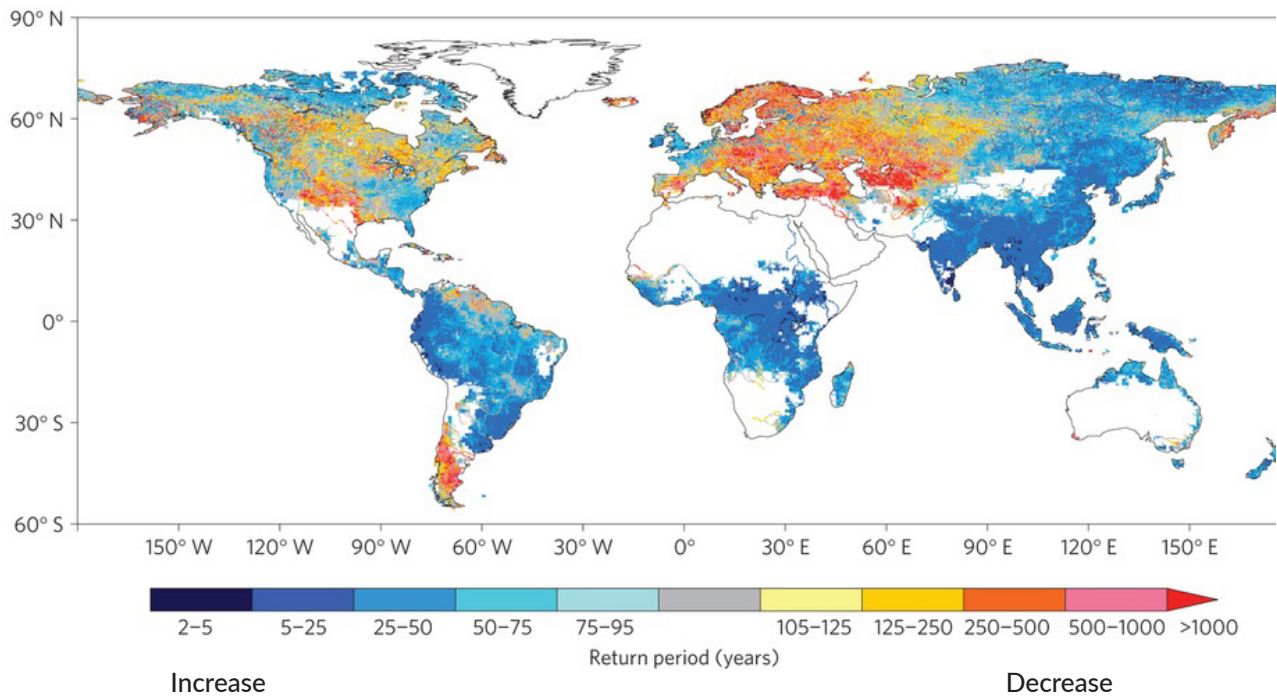 90° N
60° N
30° N
0°
30° S
60° S
150° W 120° W 90° W 60° W 30° W 0° 30° E 60° E 90° E 120° E 150° E
2–5 5–25 25–50 50–75 75–95 105–125 125–250 250–500 500–1000 >1000
Return period (years)
Increase Decrease